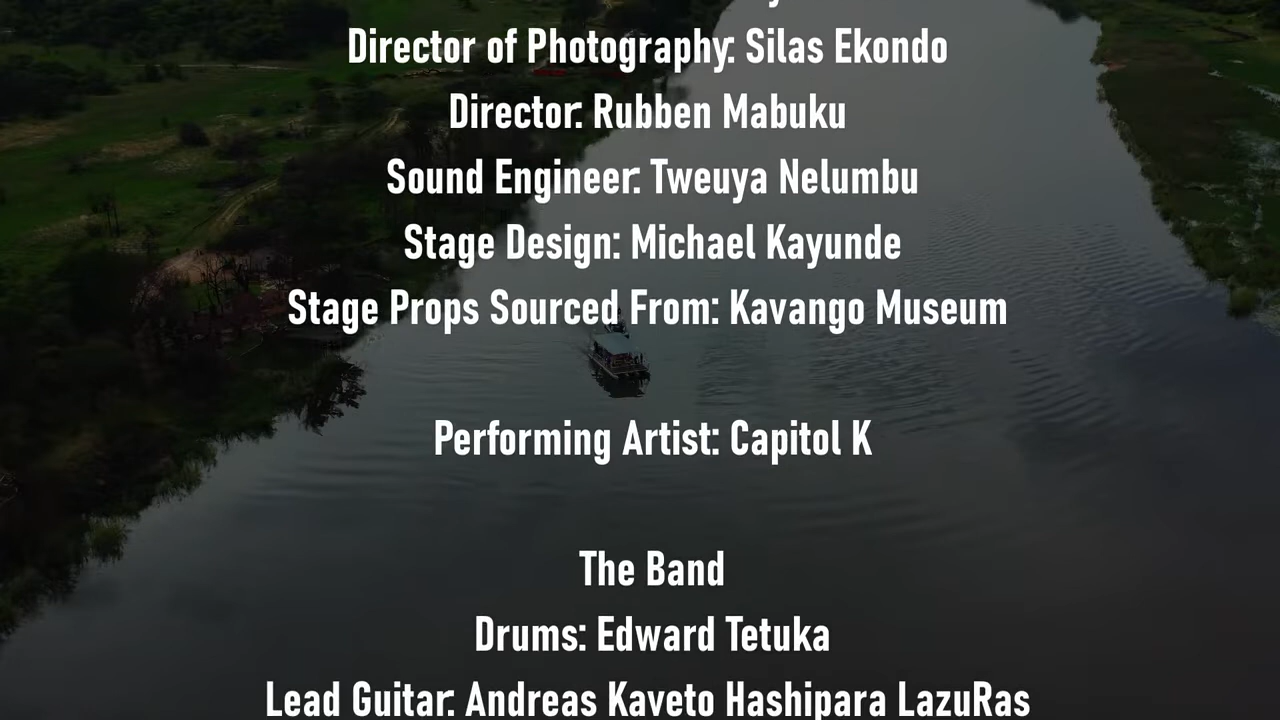 Director of Photography: Silas Ekondo
Director: Rubben Mabuku
Sound Engineer: Tweuya Nelumbu
Stage Design: Michael Kayunde
Stage Props Sourced From: Kavango Museum
Performing Artist: Capitol K
The Band
Drums: Edward Tetuka
Lead Guitar: Andreas Kaveto Hashipara LazuRas